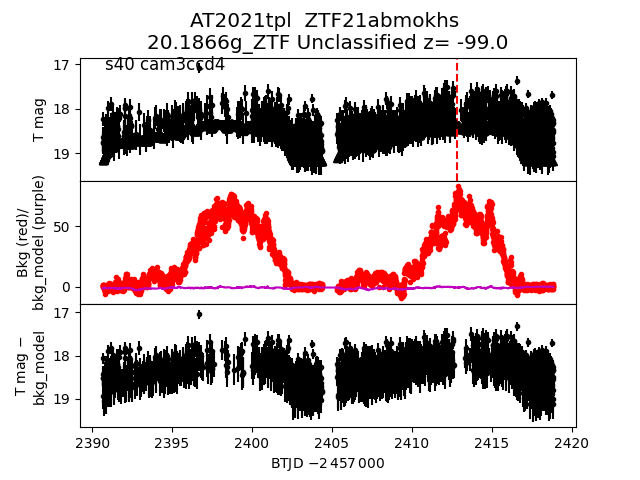 AT2021tpl ZTF21abmokhs
20.1866g_ZTF Unclassified z= -99.0
s40 cam3ccd4
17
18
19
T mag
50
0
Bkg (red)/
bkg_model (purple)
17
18
19
T mag −
bkg_model
2390 2395 2400 2405 2410 2415 2420
BTJD −2 457 000